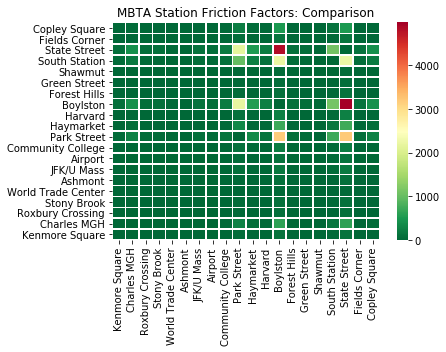 MBTA Station Friction Factors: Comparison
Copley Square
Fields Corner
State Street
South Station
Shawmut
Green Street
Forest Hills
Boylston
Harvard
Haymarket
Park Street
Community College
Airport
JFK/U Mass
Ashmont
World Trade Center
Stony Brook
Roxbury Crossing
Charles MGH
Kenmore Square
Kenmore Square
Charles MGH
Roxbury Crossing
Stony Brook
World Trade Center
Ashmont
JFK/U Mass
Airport
Community College
Park Street
Haymarket
Harvard
Boylston
Forest Hills
Green Street
Shawmut
South Station
State Street
Fields Corner
Copley Square
4000
3000
2000
1000
0